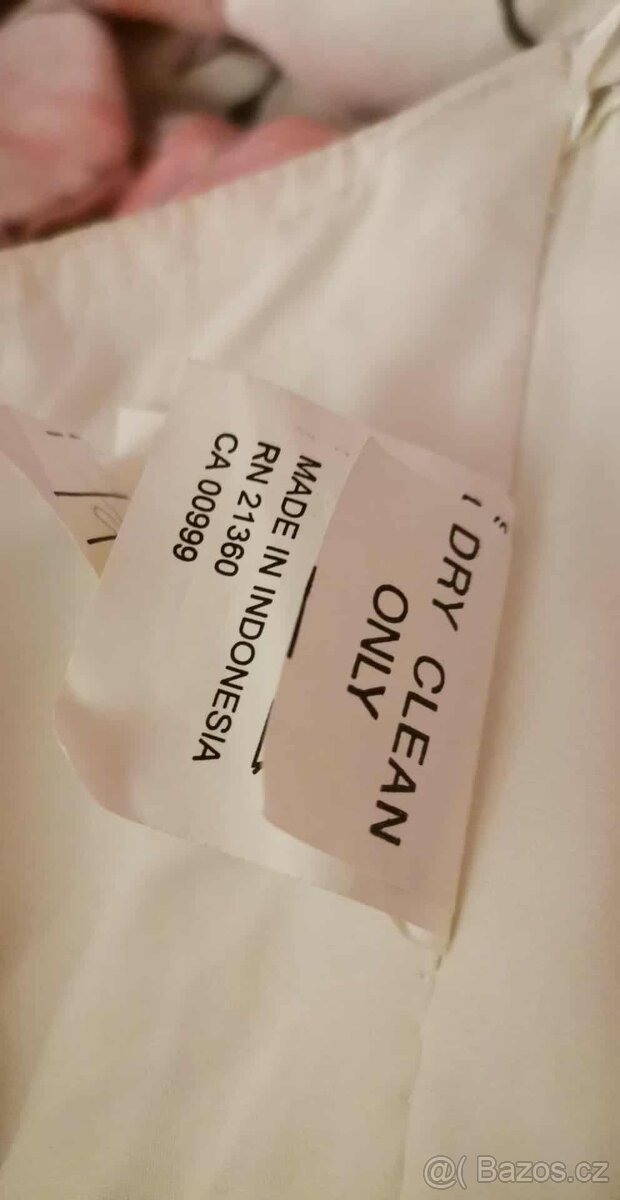 DRY CLEAN
ONLY
MADE IN INDONESIA
RN 21360
CA 00999
@( Bazos.cz